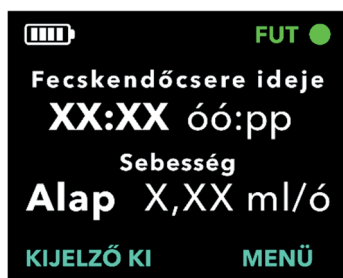 FUT
Fecskendőcsere ideje
XX:XX óó:pp
Sebesség
Alap X,XX ml/ó
KIJELZŐ KI MENÜ